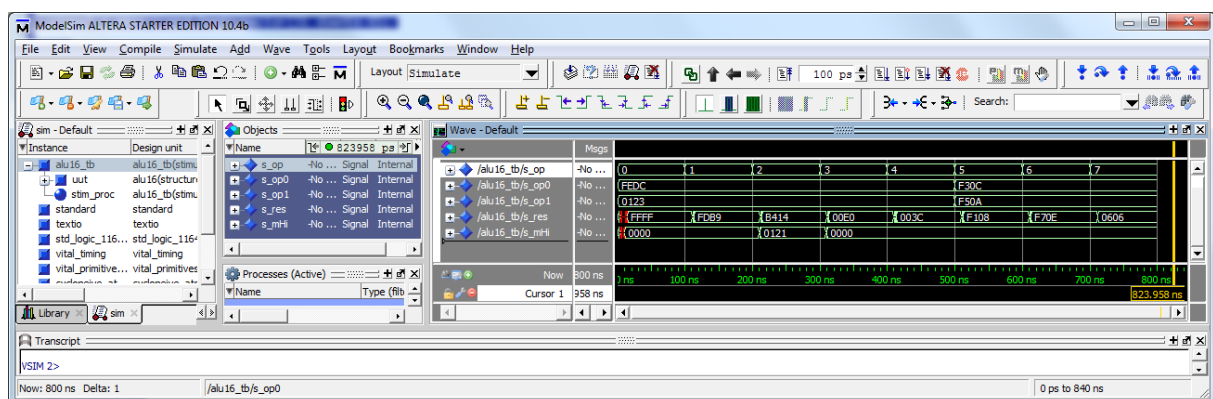 ModelSim ALTERA STARTER EDITION 10.4b
File Edit View Compile Simulate Add Wave Tools Layout Bookmarks Window Help
Layout Simulate 100 ps
Search:
sim - Default Objects Wave - Default
Instance Design unit Name 823958 ps Msgs
alu16_tb alu16_tb(stimu s_op -No ... Signal Internal /alu16_tb/s_op -No ... 0 1 2 3 4 5 6 7
uut alu16(structur s_op0 -No ... Signal Internal /alu16_tb/s_op0 -No ... FEDC F30C
stim_proc alu16_tb(stimu s_op1 -No ... Signal Internal /alu16_tb/s_op1 -No ... 0123 F50A
standard standard s_res -No ... Signal Internal /alu16_tb/s_res -No ... FFFF FDB9 B414 00E0 003C F108 F70E 0606
textio textio s_mHi -No ... Signal Internal /alu16_tb/s_mHi -No ... 0000 0121 0000
std_logic_116... std_logic_1164
vital_timing vital_timing
vital_primitive... vital_primitives Processes (Active) Now 800 ns 0 ns 100 ns 200 ns 300 ns 400 ns 500 ns 600 ns 700 ns 800 ns
Name Type (filt Cursor 1 958 ns 823.958 ns
Library sim
Transcript
VSIM 2>
Now: 800 ns Delta: 1 /alu16_tb/s_op0 0 ps to 840 ns